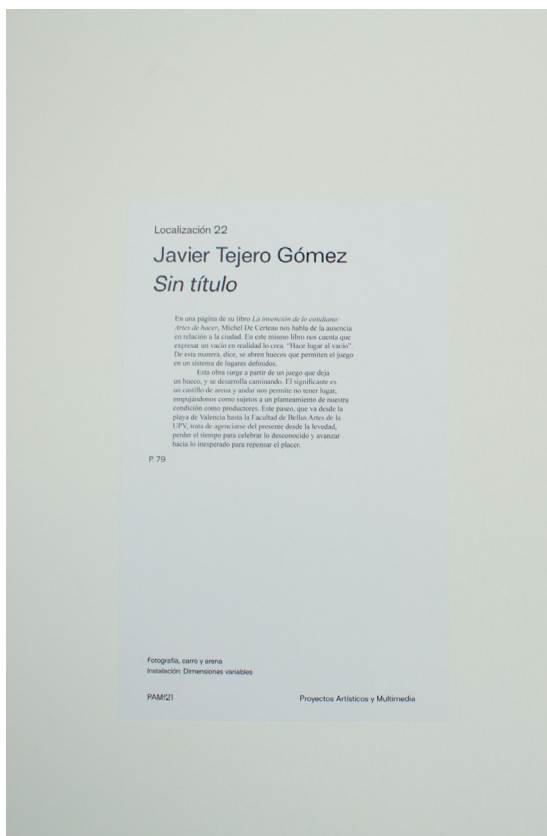 Localización 22
Javier Tejero Gómez
Sin título
En una página de su libro La invención de lo cotidiano:
Artes de hacer, Michel De Certeau nos habla de la ausencia
en relación a la ciudad. En este mismo libro nos cuenta que
expresar un vacío en realidad lo crea. “Hace lugar al vacío”.
De esta manera, dice, se abren huecos que permiten el juego
en un sistema de lugares definidos.
Esta obra surge a partir de un juego que deja
un hueco, y se desarrolla caminando. El significante es
un castillo de arena y andar nos permite no tener lugar,
empujándonos como sujetos a un planteamiento de nuestra
condición como productores. Este paseo, que va desde la
playa de Valencia hasta la Facultad de Bellas Artes de la
UPV, trata de agenciarse del presente desde la levedad,
perder el tiempo para celebrar lo desconocido y avanzar
hacia lo inesperado para repensar el placer.
P. 79
Fotografía, carro y arena
Instalación: Dimensiones variables
PAM!21
Proyectos Artísticos y Multimedia